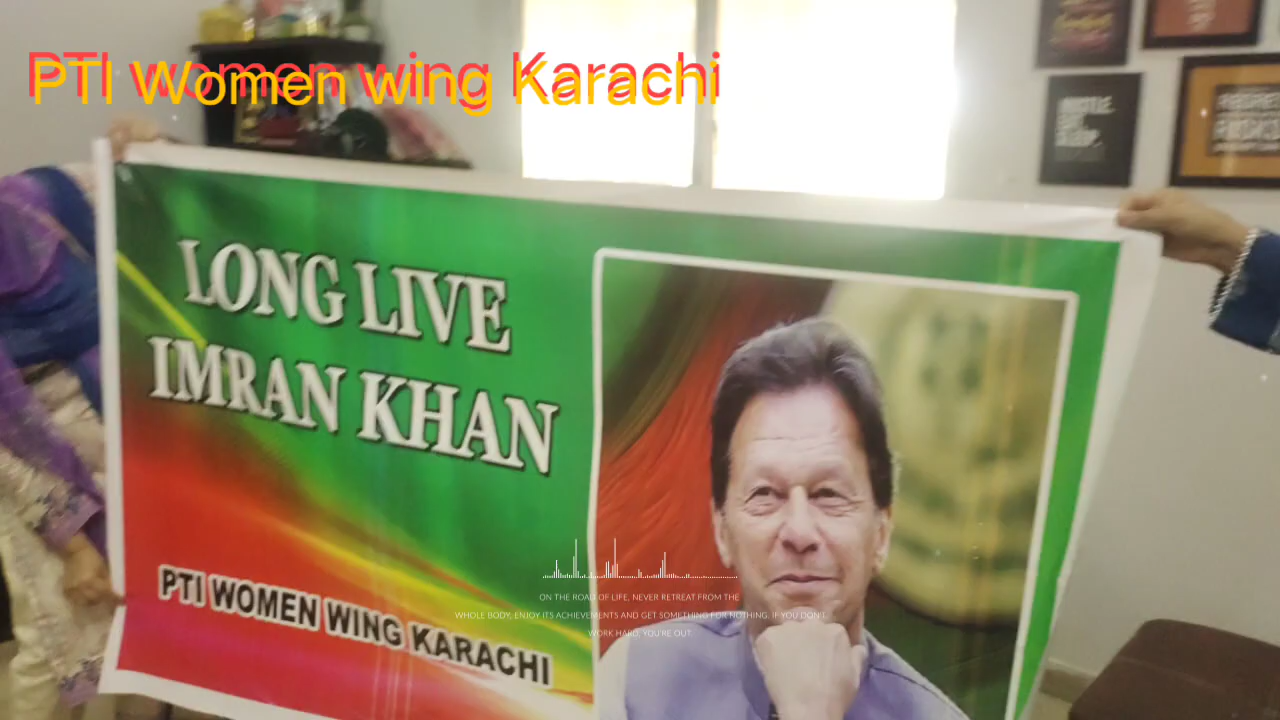 PTI women wing Karachi
LONG LIVE
IMRAN KHAN
PTI WOMEN WING KARACHI
ON THE ROAD OF LIFE, NEVER RETREAT FROM THE
WHOLE BODY, ENJOY ITS ACHIEVEMENTS AND GET SOMETHING FOR NOTHING. IF YOU DON'T
WORK HARD, YOU'RE OUT.